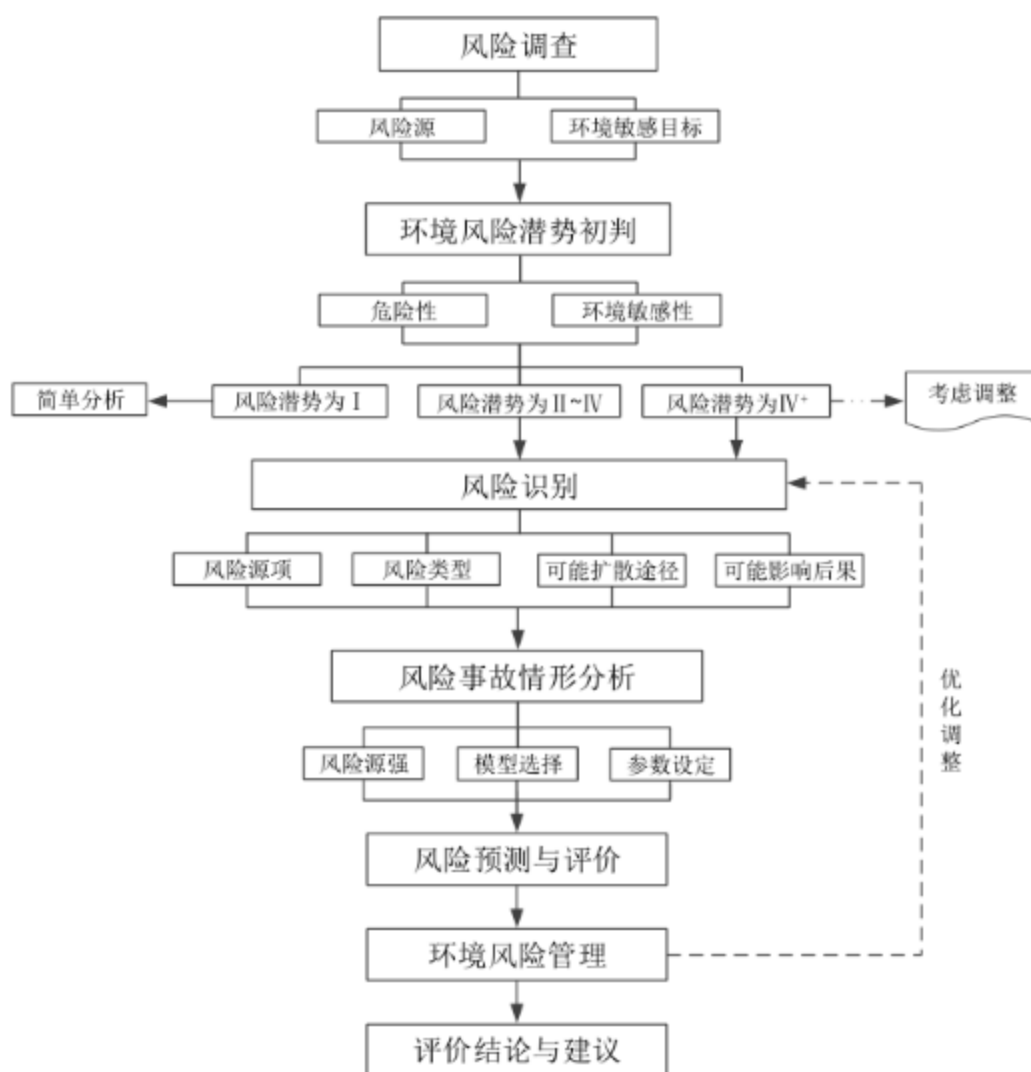 风险调查
风险源
环境敏感目标
环境风险潜势初判
危险性
环境敏感性
简单分析
风险潜势为Ⅰ
风险潜势为Ⅱ~Ⅳ
风险潜势为Ⅳ⁺
考虑调整
风险识别
风险源项
风险类型
可能扩散途径
可能影响后果
风险事故情形分析
优化调整
风险源强
模型选择
参数设定
风险预测与评价
环境风险管理
评价结论与建议